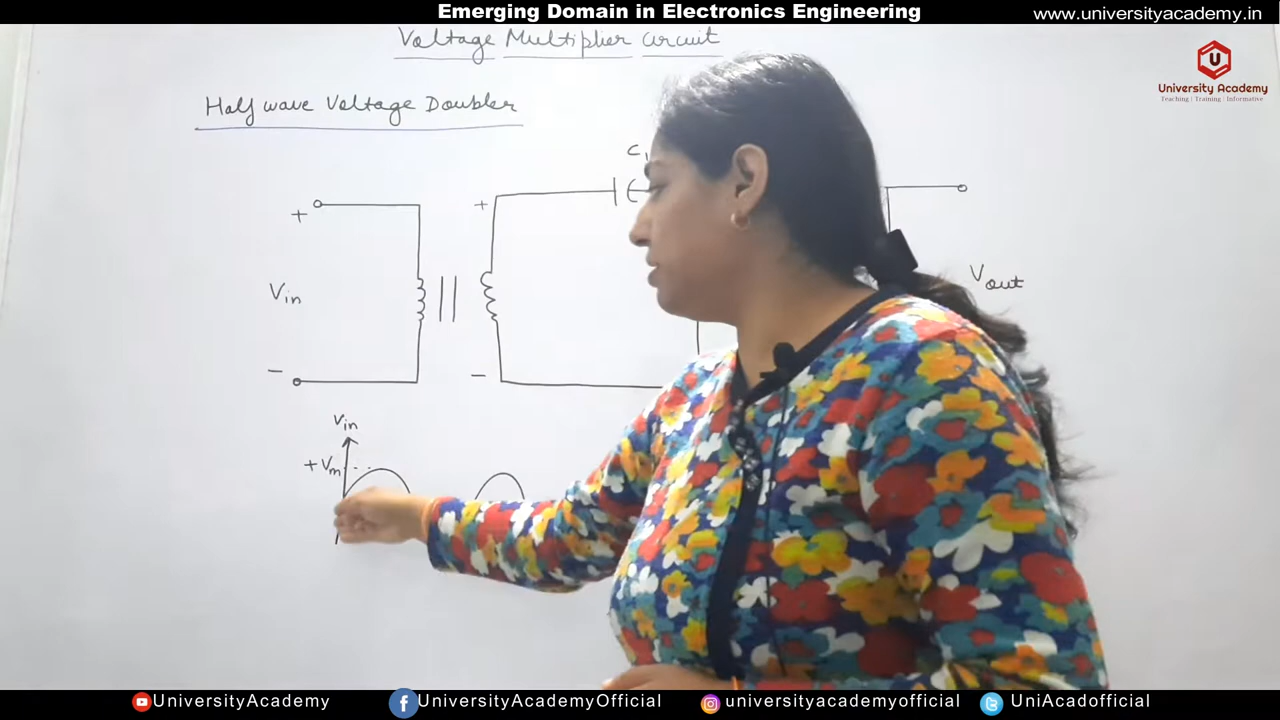 Emerging Domain in Electronics Engineering
www.universityacademy.in
Voltage Multiplier circuit
U
University Academy
Teaching | Training | Informative
Half wave Voltage Doubler
C1
+
+
Vin
Vout
-
-
Vin
+Vm
UniversityAcademy
UniversityAcademyOfficial
universityacademyofficial
UniAcadofficial